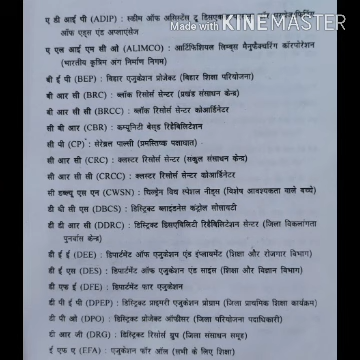 ए डी आई पी (ADIP) : स्कीम ऑफ असिस्टेंस टू डिसएबल
Made With KINEMASTER
ऑफ एड्स एंड अप्लाएंसेज
ए एल आई एम सी ओ (ALIMCO) : आर्टिफिशियल लिम्ब्स मैनुफैक्चरिंग कॉरपोरेशन
(भारतीय कृत्रिम अंग निर्माण निगम)
बी ई पी (BEP) : बिहार एजुकेशन प्रोजेक्ट (बिहार शिक्षा परियोजना)
बी आर सी (BRC) : ब्लॉक रिसोर्स सेन्टर (प्रखंड संसाधन केन्द्र)
बी आर सी सी (BRCC) : ब्लॉक रिसोर्स सेन्टर कोआर्डिनेटर
सी बी आर (CBR) : कम्युनिटी बेस्ड रिहैबिलिटेशन
सी पी (CP) : सेरेब्रल पाल्सी (प्रमस्तिष्क पक्षाघात)
सी आर सी (CRC) : क्लस्टर रिसोर्स सेन्टर (संकुल संसाधन केन्द्र)
सी आर सी सी (CRCC) : क्लस्टर रिसोर्स सेन्टर कोआर्डिनेटर
सी डब्ल्यू एस एन (CWSN) : चिल्ड्रेन विथ स्पेशल नीड्स (विशेष आवश्यकता वाले बच्चे)
डी बी सी एस (DBCS) : डिस्ट्रिक्ट ब्लाइंडनेस कंट्रोल सोसायटी
डी डी आर सी (DDRC) : डिस्ट्रिक्ट डिसएबिलिटी रिहैबिलिटेशन सेन्टर (जिला विकलांगता
पुनर्वास केन्द्र)
डी ई ई (DEE) : डिपार्टमेंट ऑफ एजुकेशन एंड इंप्लायमेंट (शिक्षा और रोजगार विभाग)
डी ई एस (DES) : डिपार्टमेंट ऑफ एजुकेशन एंड साइंस (शिक्षा और विज्ञान विभाग)
डी एफ ई (DFE) : डिपार्टमेंट फार एजुकेशन
डी पी ई पी (DPEP) : डिस्ट्रिक्ट प्राइमरी एजुकेशन प्रोग्राम (जिला प्राथमिक शिक्षा कार्यक्रम)
डी पी ओ (DPO) : डिस्ट्रिक्ट प्रोजेक्ट ऑफीसर (जिला परियोजना पदाधिकारी)
डी आर जी (DRG) : डिस्ट्रिक्ट रिसोर्स ग्रुप (जिला संसाधन समूह)
ई एफ ए (EFA) : एजुकेशन फॉर ऑल (सभी के लिए शिक्षा)